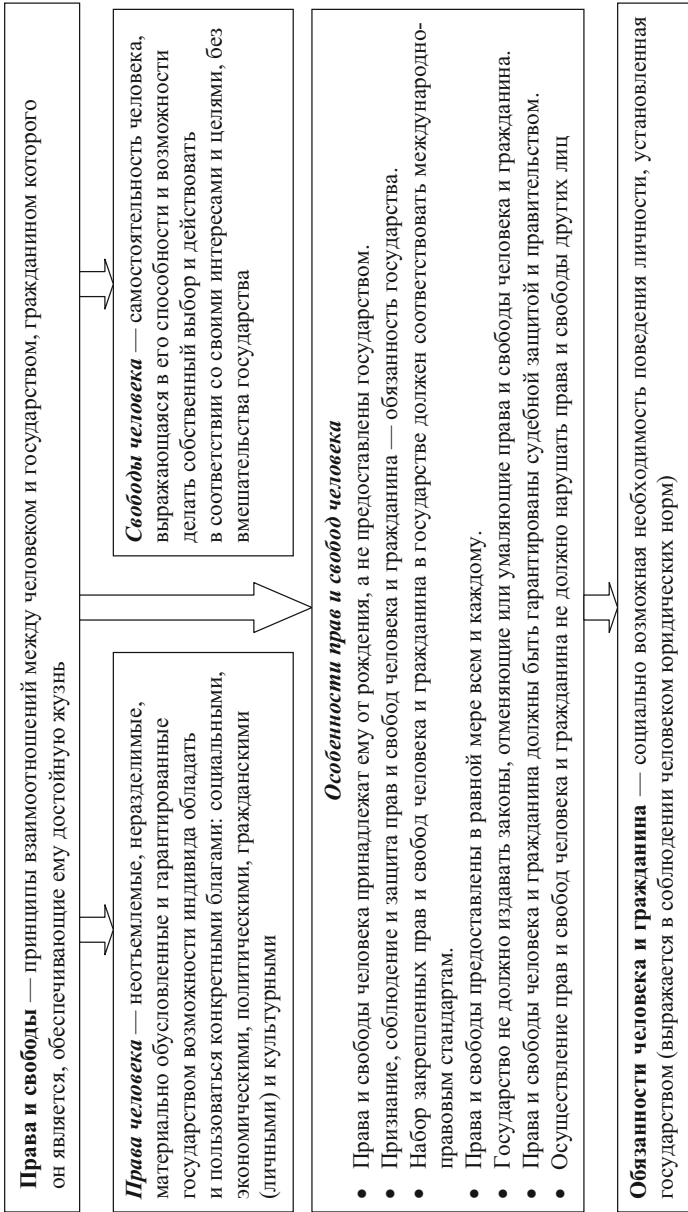 Права и свободы — принципы взаимоотношений между человеком и государством, гражданином которого
он является, обеспечивающие ему достойную жизнь
Права человека — неотъемлемые, неразделимые,
материально обусловленные и гарантированные
государством возможности индивида обладать
и пользоваться конкретными благами: социальными,
экономическими, политическими, гражданскими
(личными) и культурными
Свободы человека — самостоятельность человека,
выражающаяся в его способности и возможности
делать собственный выбор и действовать
в соответствии со своими интересами и целями, без
вмешательства государства
Особенности прав и свобод человека
• Права и свободы человека принадлежат ему от рождения, а не предоставлены государством.
• Признание, соблюдение и защита прав и свобод человека и гражданина — обязанность государства.
• Набор закрепленных прав и свобод человека и гражданина в государстве должен соответствовать международно-
правовым стандартам.
• Права и свободы предоставлены в равной мере всем и каждому.
• Государство не должно издавать законы, отменяющие или умаляющие права и свободы человека и гражданина.
• Права и свободы человека и гражданина должны быть гарантированы судебной защитой и правительством.
• Осуществление прав и свобод человека и гражданина не должно нарушать права и свободы других лиц
Обязанности человека и гражданина — социально возможная необходимость поведения личности, установленная
государством (выражается в соблюдении человеком юридических норм)